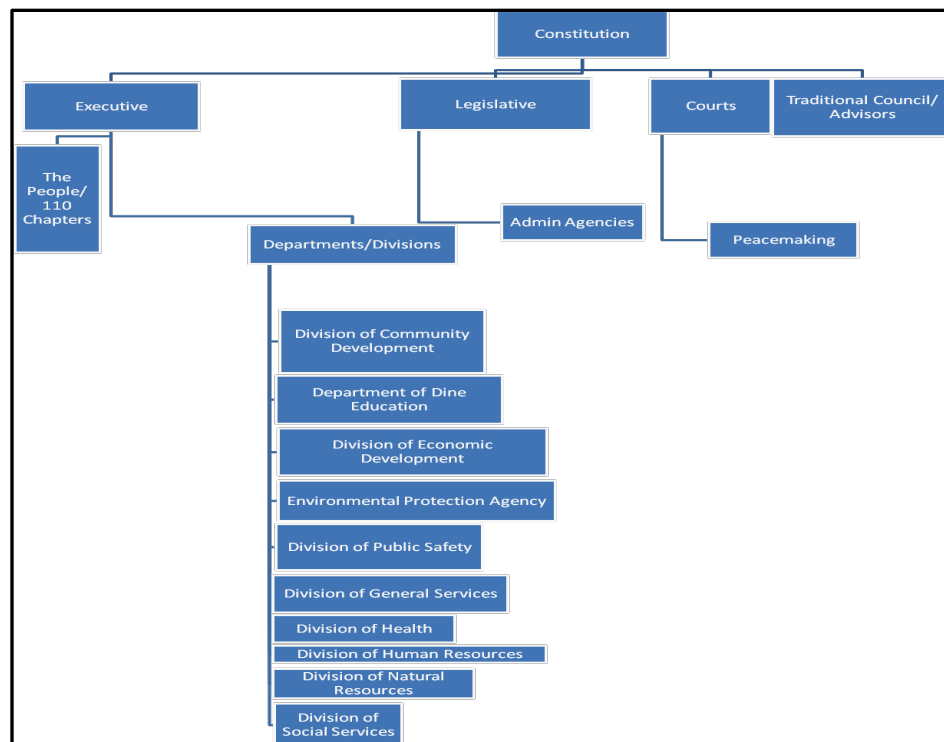 Constitution
Executive
Legislative
Courts
Traditional Council/
Advisors
The
People/
110
Chapters
Admin Agencies
Departments/Divisions
Peacemaking
Division of Community
Development
Department of Dine
Education
Division of Economic
Development
Environmental Protection Agency
Division of Public Safety
Division of General Services
Division of Health
Division of Human Resources
Division of Natural
Resources
Division of
Social Services